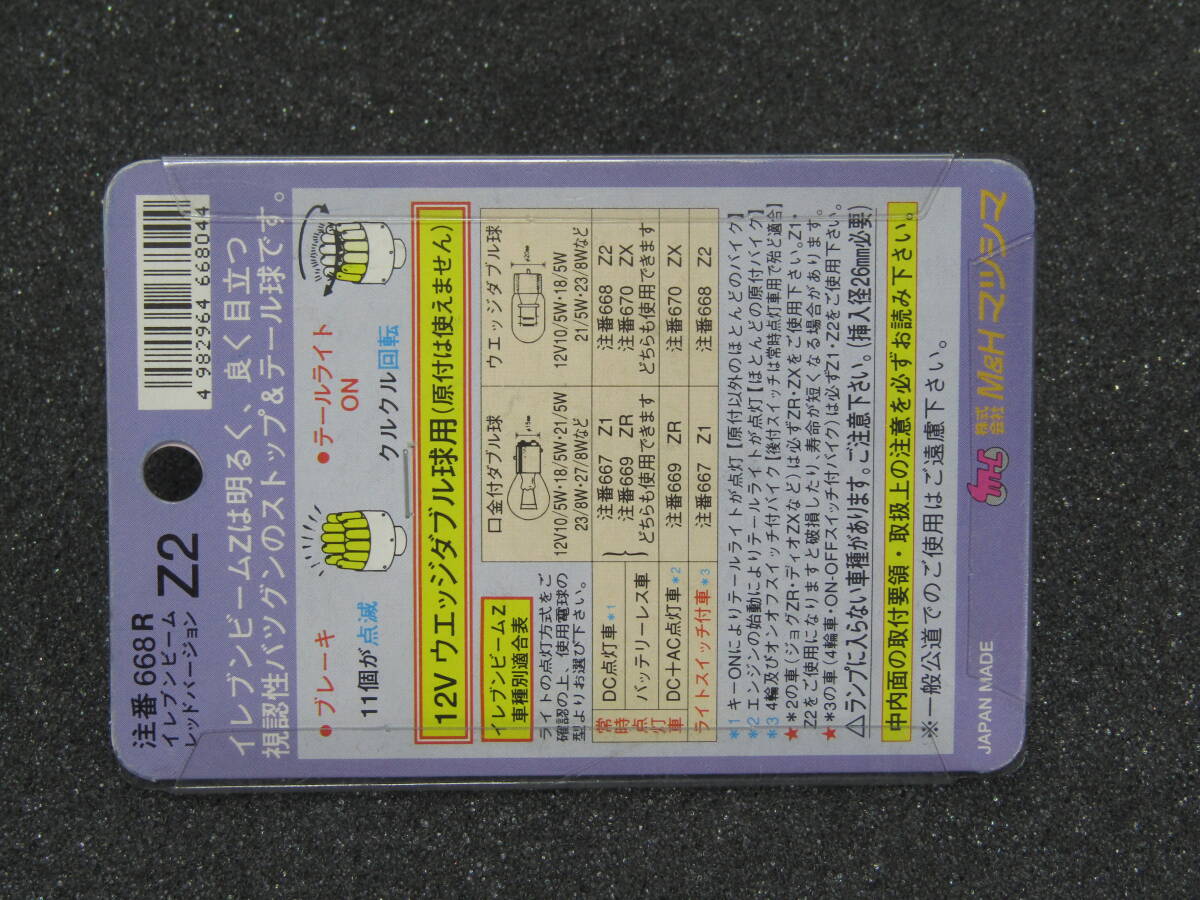 注番668R
イレブンビーム
レッドバージョン
Z2
4 982964 668044
イレブンビームZは明るく、良く目立つ
視認性バツグンのストップ&テール球です。
●ブレーキ
11個が点滅
●テールライト
ON
クルクル回転
12V ウエッジダブル球用(原付は使えません)
イレブンビームZ
車種別適合表
ライトの点灯方式をご
確認の上、(使用電球の
型よりお選び下さい。
口金付ダブル球
12V10/5W・18/5W・21/5W
23/8W・27/8Wなど
ウエッジダブル球
12V10/5W・18/5W
21/5W・23/8Wなど
常時点灯車
DC点灯車*1
バッテリーレス車
注番667 Z1
注番669 ZR
どちらも使用できます
注番668 Z2
注番670 ZX
どちらも使用できます
DC+AC点灯車*2
注番669 ZR
注番670 ZX
ライトスイッチ付車*3
注番667 Z1
注番668 Z2
*1 キーONによりテールライトが点灯【原付以外のほとんどのバイク】
*2 エンジンの始動によりテールライトが点灯【ほとんどの原付バイク】
*3 4輪及びオンオフスイッチ付バイク【後付スイッチは常時点灯車用で殆ど適合】
★*2の車(ジョグZR・ディオZXなど)は必ずZR・ZXをご使用下さい。Z1・
Z2をご使用になりますと破損したり、寿命が短くなる場合があります。
★*3の車(4輪車・ON-OFFスイッチ付バイク)は必ずZ1・Z2をご使用下さい。
△ランプに入らない車種があります。ご注意下さい。(挿入径26mm必要)
中内面の取付要領・取扱上の注意を必ずお読み下さい。
※一般公道でのご使用はご遠慮下さい。
JAPAN MADE
株式会社 M&H マツシマ